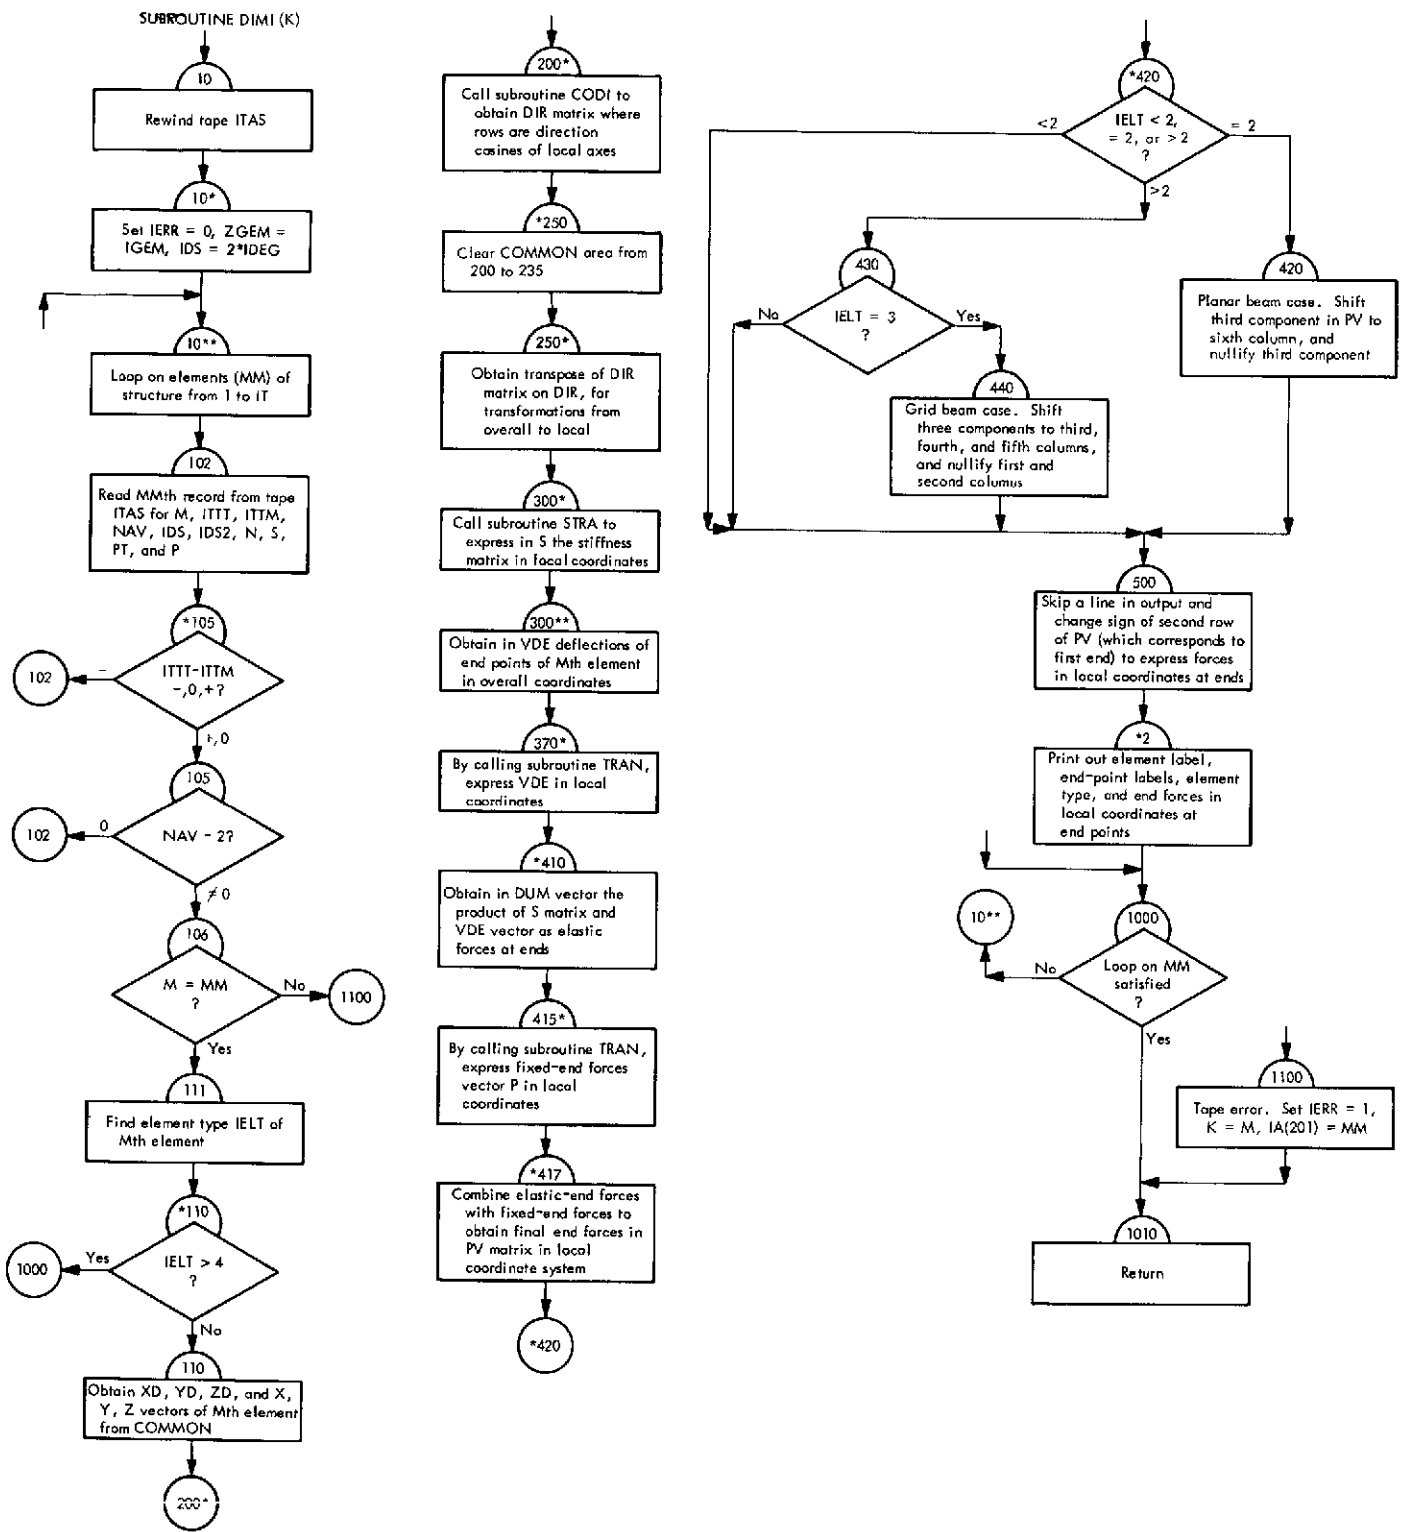 SUBROUTINE DIMI (K)
10
Rewind tape ITAS
10*
Set IERR = 0, ZGEM =
IGEM, IDS = 2*IDEG
10**
Loop on elements (MM) of
structure from 1 to IT
102
Read MMth record from tape
ITAS for M, ITTT, ITTM,
NAV, IDS, IDS2, N, S,
PT, and P
*105
ITTT-ITTM
-,0,+?
-
102
+,0
105
NAV - 2?
0
102
≠ 0
106
M = MM
?
No
1100
Yes
111
Find element type IELT of
Mth element
*110
IELT > 4
?
Yes
1000
No
110
Obtain XD, YD, ZD, and X,
Y, Z vectors of Mth element
from COMMON
200*
200*
Call subroutine CODI to
obtain DIR matrix where
rows are direction
cosines of local axes
*250
Clear COMMON area from
200 to 235
250*
Obtain transpose of DIR
matrix on DIR, for
transformations from
overall to local
300*
Call subroutine STRA to
express in S the stiffness
matrix in local coordinates
300**
Obtain in VDE deflections of
end points of Mth element
in overall coordinates
370*
By calling subroutine TRAN,
express VDE in local
coordinates
*410
Obtain in DUM vector the
product of S matrix and
VDE vector as elastic
forces at ends
415*
By calling subroutine TRAN,
express fixed-end forces
vector P in local
coordinates
*417
Combine elastic-end forces
with fixed-end forces to
obtain final end forces in
PV matrix in local
coordinate system
*420
*420
IELT < 2,
= 2, or > 2
?
<2
= 2
>2
430
IELT = 3
?
No
Yes
420
Planar beam case. Shift
third component in PV to
sixth column, and
nullify third component
440
Grid beam case. Shift
three components to third,
fourth, and fifth columns,
and nullify first and
second columus
500
Skip a line in output and
change sign of second row
of PV (which corresponds to
first end) to express forces
in local coordinates at ends
*2
Print out element label,
end-point labels, element
type, and end forces in
local coordinates at
end points
10**
1000
Loop on MM
satisfied
?
No
Yes
1100
Tape error. Set IERR = 1,
K = M, IA(201) = MM
1010
Return